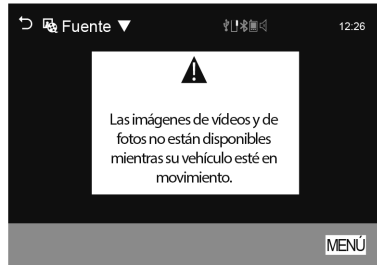 Fuente ▼
12:26
Las imágenes de vídeos y de
fotos no están disponibles
mientras su vehículo esté en
movimiento.
MENÚ